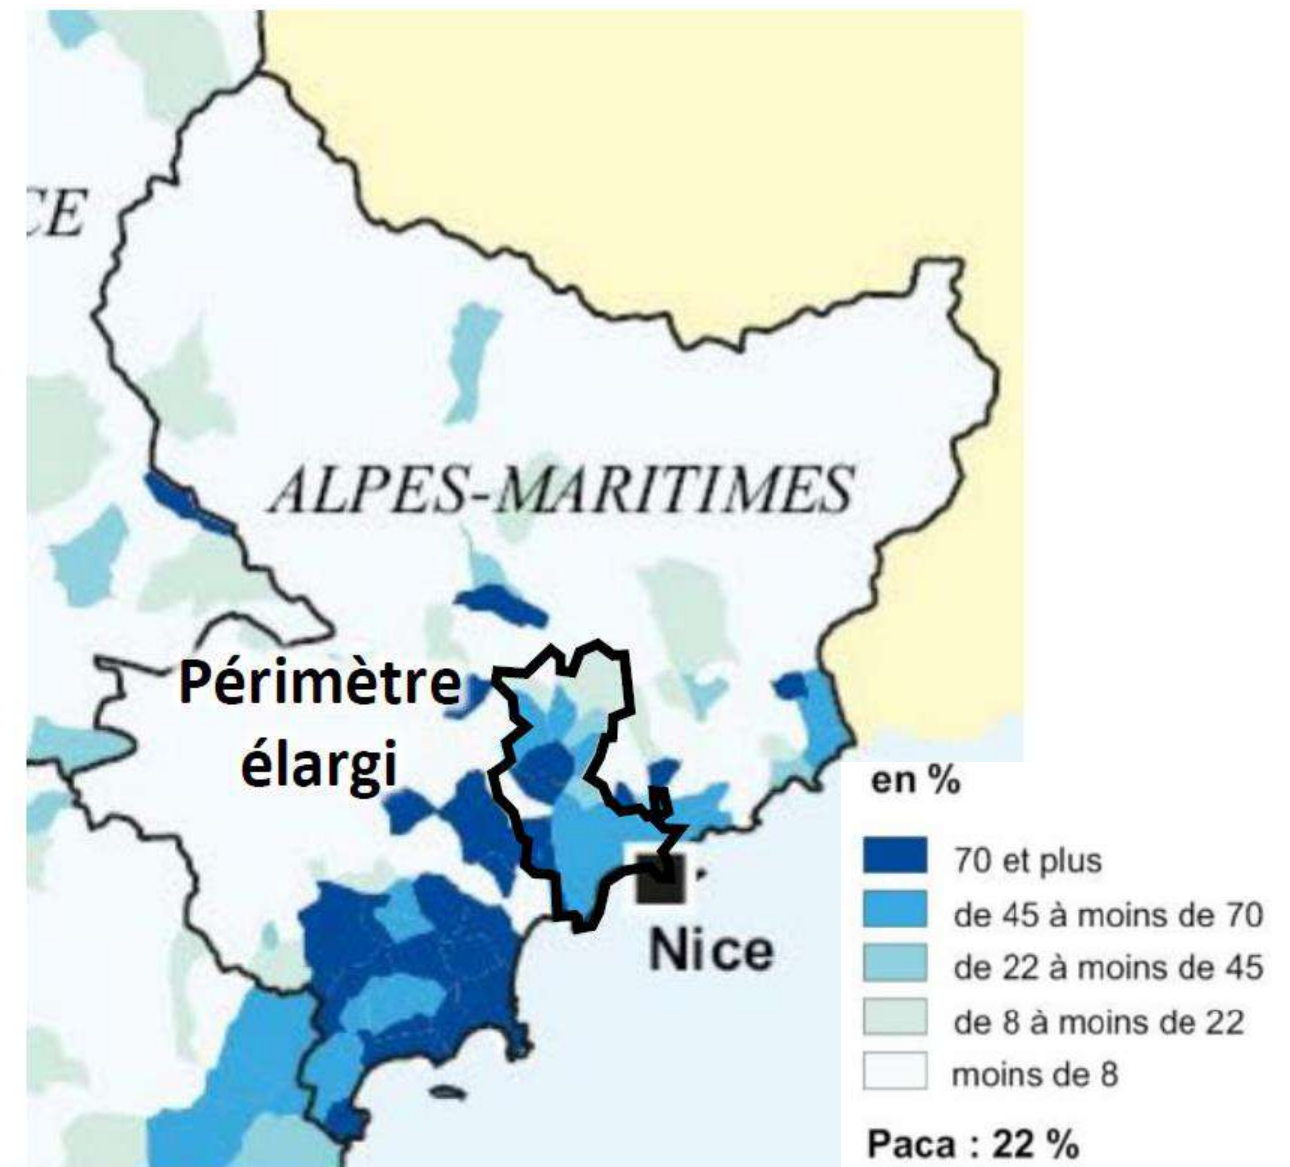 CE
ALPES-MARITIMES
Périmètre
élargi
Nice
en %
70 et plus
de 45 à moins de 70
de 22 à moins de 45
de 8 à moins de 22
moins de 8
Paca : 22 %